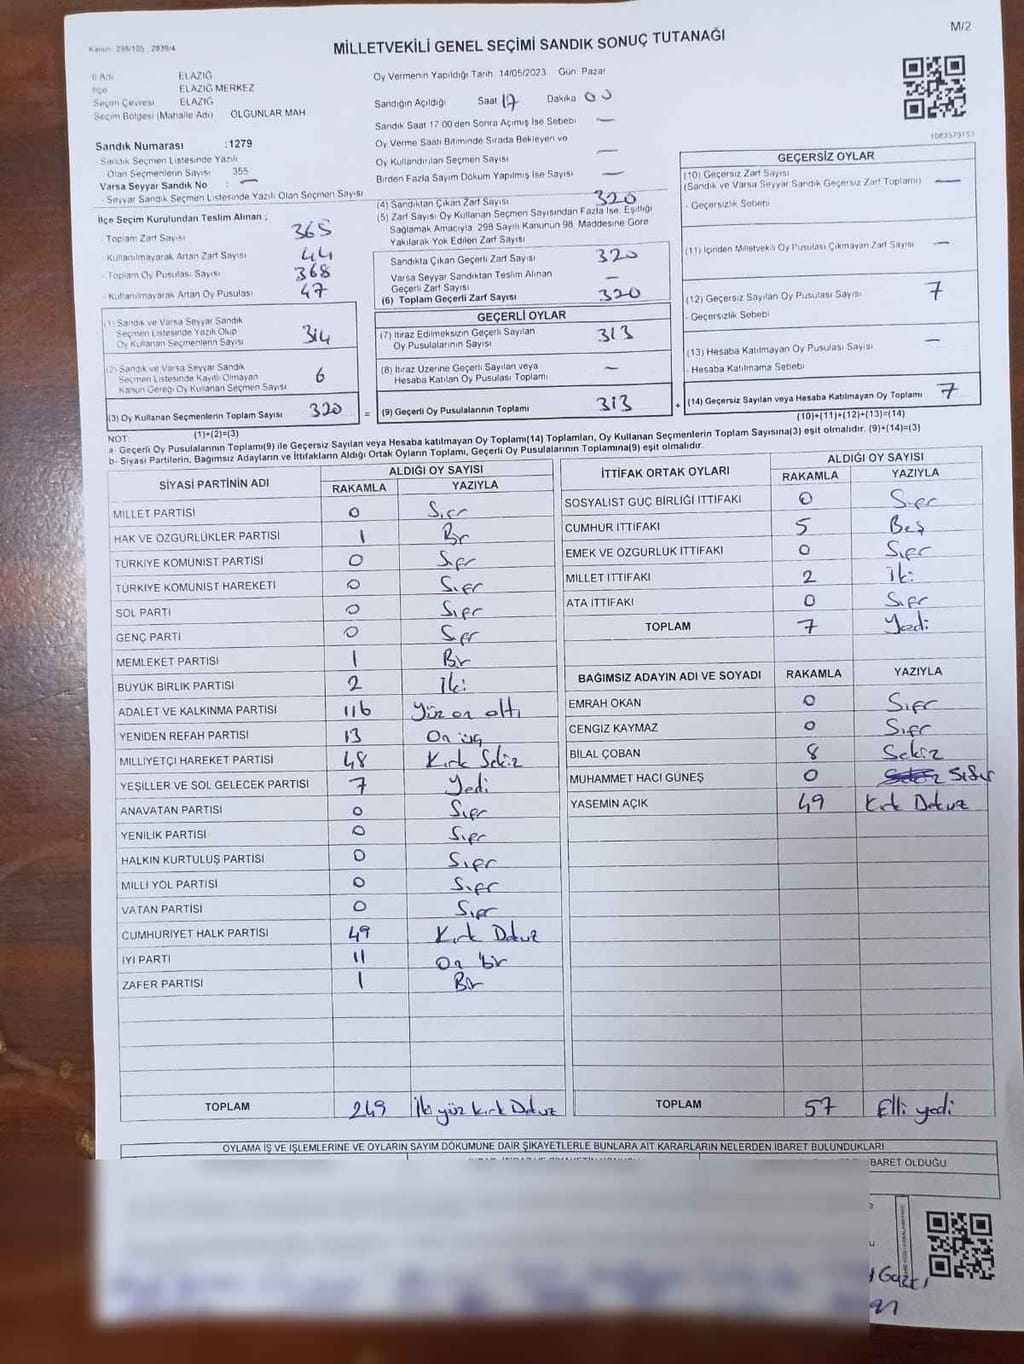 Kanun: 298/105 , 2839/4
MİLLETVEKİLİ GENEL SEÇİMİ SANDIK SONUÇ TUTANAĞI
M/2
İl Adı ELAZIĞ
İlçe ELAZIĞ MERKEZ
Seçim Çevresi ELAZIĞ
Seçim Bölgesi (Mahalle Adı) OLGUNLAR MAH
Sandık Numarası :1279
- Sandık Seçmen Listesinde Yazılı
Olan Seçmenlerin Sayısı 355
Varsa Seyyar Sandık No : —
- Seyyar Sandık Seçmen Listesinde Yazılı Olan Seçmen Sayısı
İlçe Seçim Kurulundan Teslim Alınan ;
- Toplam Zarf Sayısı 365
- Kullanılmayarak Artan Zarf Sayısı 44
- Toplam Oy Pusulası Sayısı 368
- Kullanılmayarak Artan Oy Pusulası 47
(1) Sandık ve Varsa Seyyar Sandık
Seçmen Listesinde Yazılı Olup
Oy Kullanan Seçmenlerin Sayısı 314
(2) Sandık ve Varsa Seyyar Sandık
Seçmen Listesinde Kayıtlı Olmayan
Kanun Gereği Oy Kullanan Seçmen Sayısı 6
(3) Oy Kullanan Seçmenlerin Toplam Sayısı 320 =
(1)+(2)=(3)
Oy Vermenin Yapıldığı Tarih 14/05/2023 Gün: Pazar
Sandığın Açıldığı Saat 17 Dakika 00
Sandık Saat 17:00'den Sonra Açımış İse Sebebi —
Oy Verme Saati Bitiminde Sırada Bekleyen ve
Oy Kullandırılan Seçmen Sayısı —
Birden Fazla Sayım Döküm Yapılmış İse Sayısı —
(4) Sandıktan Çıkan Zarf Sayısı 320
(5) Zarf Sayısı Oy Kullanan Seçmen Sayısından Fazla İse, Eşitliği
Sağlamak Amacıyla, 298 Sayılı Kanunun 98. Maddesine Göre
Yakılarak Yok Edilen Zarf Sayısı
Sandıkta Çıkan Geçerli Zarf Sayısı 320
Varsa Seyyar Sandıktan Teslim Alınan
Geçerli Zarf Sayısı —
(6) Toplam Geçerli Zarf Sayısı 320
GEÇERLİ OYLAR
(7) İtiraz Edilmeksizin Geçerli Sayılan
Oy Pusulalarının Sayısı 313
(8) İtiraz Üzerine Geçerli Sayılan veya
Hesaba Katılan Oy Pusulası Toplamı —
(9) Geçerli Oy Pusulalarının Toplamı 313 +
GEÇERSİZ OYLAR
(10) Geçersiz Zarf Sayısı
(Sandık ve Varsa Seyyar Sandık Geçersiz Zarf Toplamı) —
- Geçersizlik Sebebi
(11) İçinden Milletvekili Oy Pusulası Çıkmayan Zarf Sayısı —
(12) Geçersiz Sayılan Oy Pusulası Sayısı 7
- Geçersizlik Sebebi
(13) Hesaba Katılmayan Oy Pusulası Sayısı —
- Hesaba Katılmama Sebebi
(14) Geçersiz Sayılan veya Hesaba Katılmayan Oy Toplamı 7
(10)+(11)+(12)+(13)=(14)
NOT:
a- Geçerli Oy Pusulalarının Toplamı(9) ile Geçersiz Sayılan veya Hesaba katılmayan Oy Toplamı(14) Toplamları, Oy Kullanan Seçmenlerin Toplam Sayısına(3) eşit olmalıdır. (9)+(14)=(3)
b- Siyasi Partilerin, Bağımsız Adayların ve İttifakların Aldığı Ortak Oyların Toplamı, Geçerli Oy Pusulalarının Toplamına(9) eşit olmalıdır.
SİYASİ PARTİNİN ADI ALDIĞI OY SAYISI
RAKAMLA YAZIYLA
MİLLET PARTİSİ 0 Sıfır
HAK VE ÖZGÜRLÜKLER PARTİSİ 1 Bir
TÜRKİYE KOMÜNİST PARTİSİ 0 Sıfır
TÜRKİYE KOMÜNİST HAREKETİ 0 Sıfır
SOL PARTİ 0 Sıfır
GENÇ PARTİ 0 Sıfır
MEMLEKET PARTİSİ 1 Bir
BÜYÜK BİRLİK PARTİSİ 2 İki
ADALET VE KALKINMA PARTİSİ 116 Yüz on altı
YENİDEN REFAH PARTİSİ 13 On üç
MİLLİYETÇİ HAREKET PARTİSİ 48 Kırk Sekiz
YEŞİLLER VE SOL GELECEK PARTİSİ 7 Yedi
ANAVATAN PARTİSİ 0 Sıfır
YENİLİK PARTİSİ 0 Sıfır
HALKIN KURTULUŞ PARTİSİ 0 Sıfır
MİLLİ YOL PARTİSİ 0 Sıfır
VATAN PARTİSİ 0 Sıfır
CUMHURİYET HALK PARTİSİ 49 Kırk Dokuz
İYİ PARTİ 11 On bir
ZAFER PARTİSİ 1 Bir
TOPLAM 249 İki yüz kırk Dokuz
İTTİFAK ORTAK OYLARI ALDIĞI OY SAYISI
RAKAMLA YAZIYLA
SOSYALİST GÜÇ BİRLİĞİ İTTİFAKI 0 Sıfır
CUMHUR İTTİFAKI 5 Beş
EMEK VE ÖZGÜRLÜK İTTİFAKI 0 Sıfır
MİLLET İTTİFAKI 2 İki
ATA İTTİFAKI 0 Sıfır
TOPLAM 7 Yedi
BAĞIMSIZ ADAYIN ADI VE SOYADI RAKAMLA YAZIYLA
EMRAH OKAN 0 Sıfır
CENGİZ KAYMAZ 0 Sıfır
BİLAL ÇOBAN 8 Sekiz
MUHAMMET HACI GÜNEŞ 0 Sıfır
YASEMİN AÇIK 49 Kırk Dokuz
TOPLAM 57 Elli yedi
OYLAMA İŞ VE İŞLEMLERİNE VE OYLARIN SAYIM DÖKÜMÜNE DAİR ŞİKAYETLERLE BUNLARA AİT KARARLARIN NELERDEN İBARET BULUNDUKLARI
BARET OLDUĞU